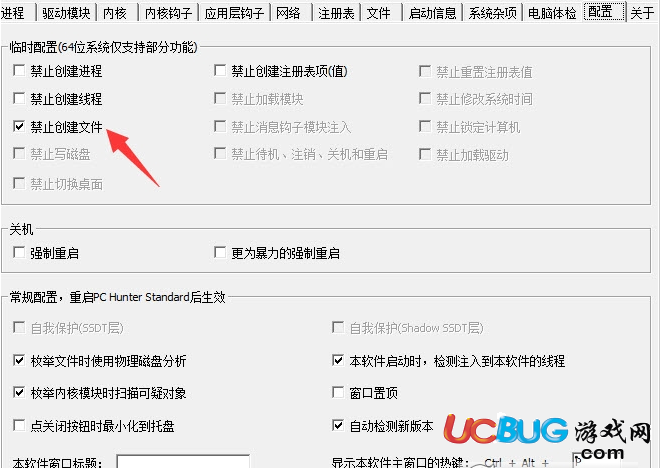 进程 驱动模块 内核 内核钩子 应用层钩子 网络 注册表 文件 启动信息 系统杂项 电脑体检 配置 关于
临时配置(64位系统仅支持部分功能)
禁止创建进程 禁止创建注册表项(值) 禁止重置注册表值
禁止创建线程 禁止加载模块 禁止修改系统时间
禁止创建文件 禁止消息钩子模块注入 禁止锁定计算机
禁止写磁盘 禁止待机、注销、关机和重启 禁止加载驱动
禁止切换桌面
关机
强制重启 更为暴力的强制重启
常规配置，重启PC Hunter Standard后生效
自我保护(SSDT层) 自我保护(Shadow SSDT层)
枚举文件时使用物理磁盘分析 本软件启动时，检测注入到本软件的线程
枚举内核模块时扫描可疑对象 窗口置顶
点关闭按钮时最小化到托盘 自动检测新版本
UCBUG游戏网
.com
本软件窗口标题： 显示本软件主窗口的热键： Ctrl + Alt + P